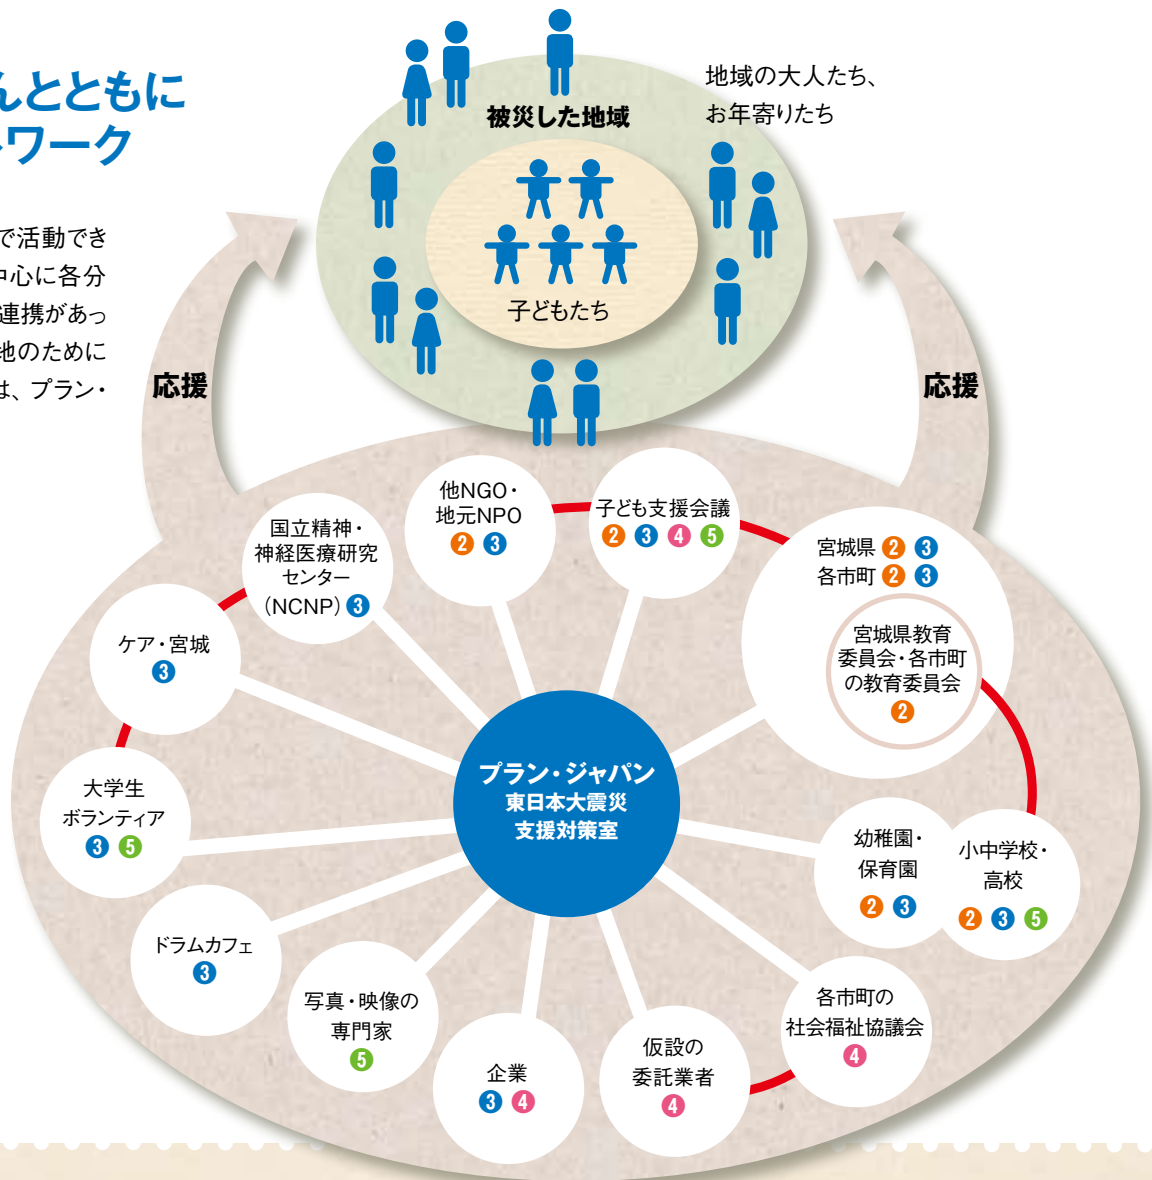 んとともに
トワーク
で活動でき
中心に各分
連携があっ
地のために
は、プラン・
地域の大人たち、
お年寄りたち
被災した地域
子どもたち
応援
応援
他NGO・
地元NPO
2 3
子ども支援会議
2 3 4 5
国立精神・
神経医療研究
センター
（NCNP）3
宮城県 2 3
各市町 2 3
宮城県教育
委員会・各市町
の教育委員会
2
ケア・宮城
3
大学生
ボランティア
3 5
プラン・ジャパン
東日本大震災
支援対策室
幼稚園・
保育園
2 3
小中学校・
高校
2 3 5
ドラムカフェ
3
写真・映像の
専門家
5
企業
3 4
仮設の
委託業者
4
各市町の
社会福祉協議会
4